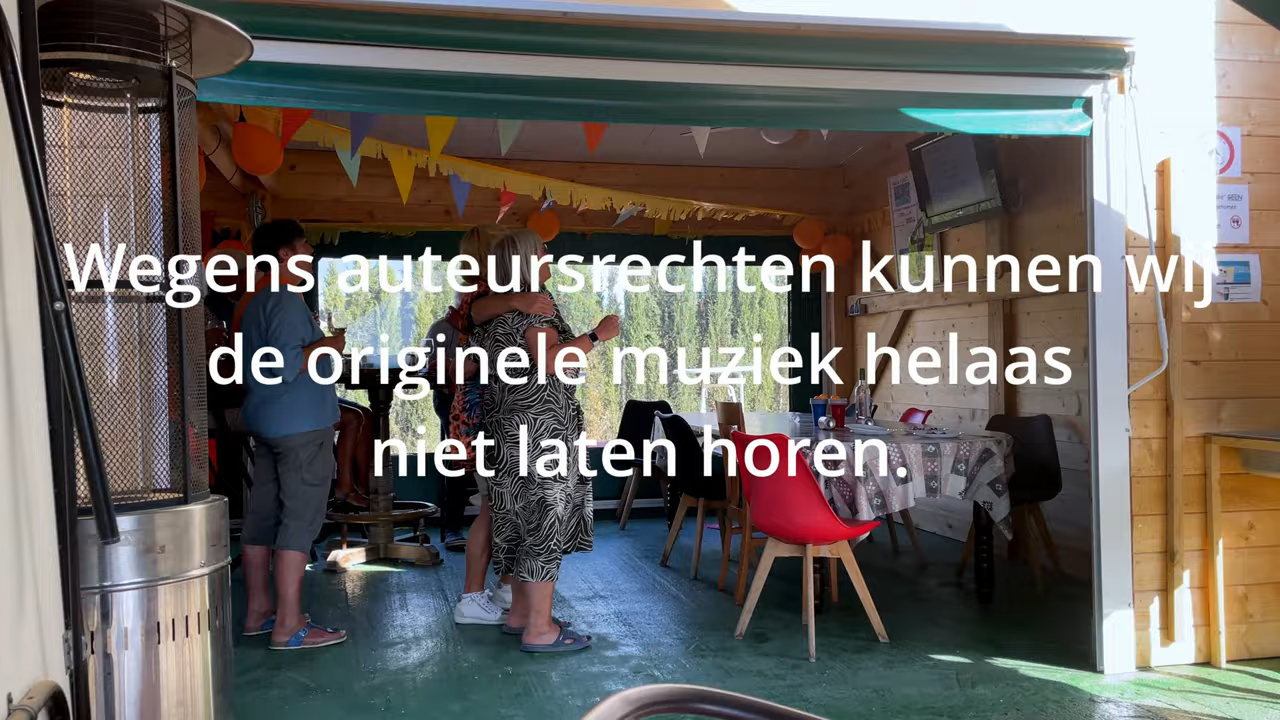 Wegens auteursrechten kunnen wij
de originele muziek helaas
niet laten horen.